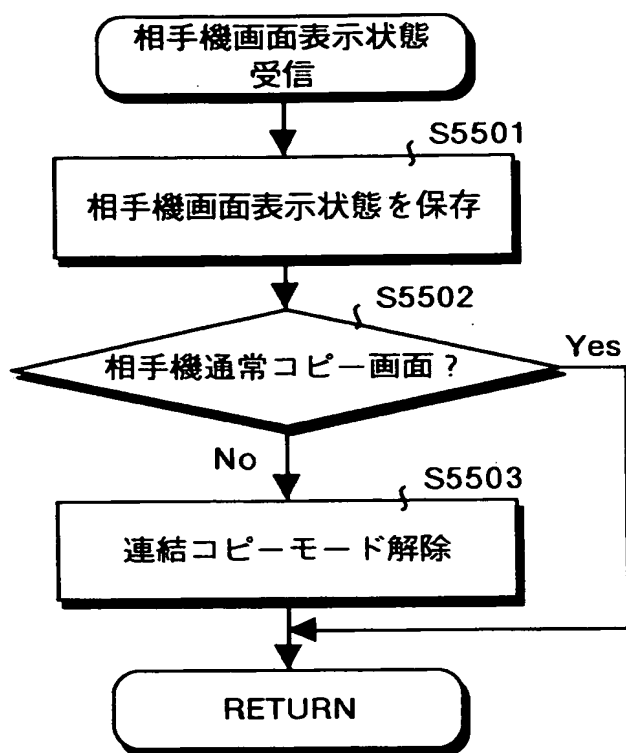 相手機画面表示状態
受信
S5501
相手機画面表示状態を保存
S5502
相手機通常コピー画面?
Yes
No
S5503
連結コピーモード解除
RETURN